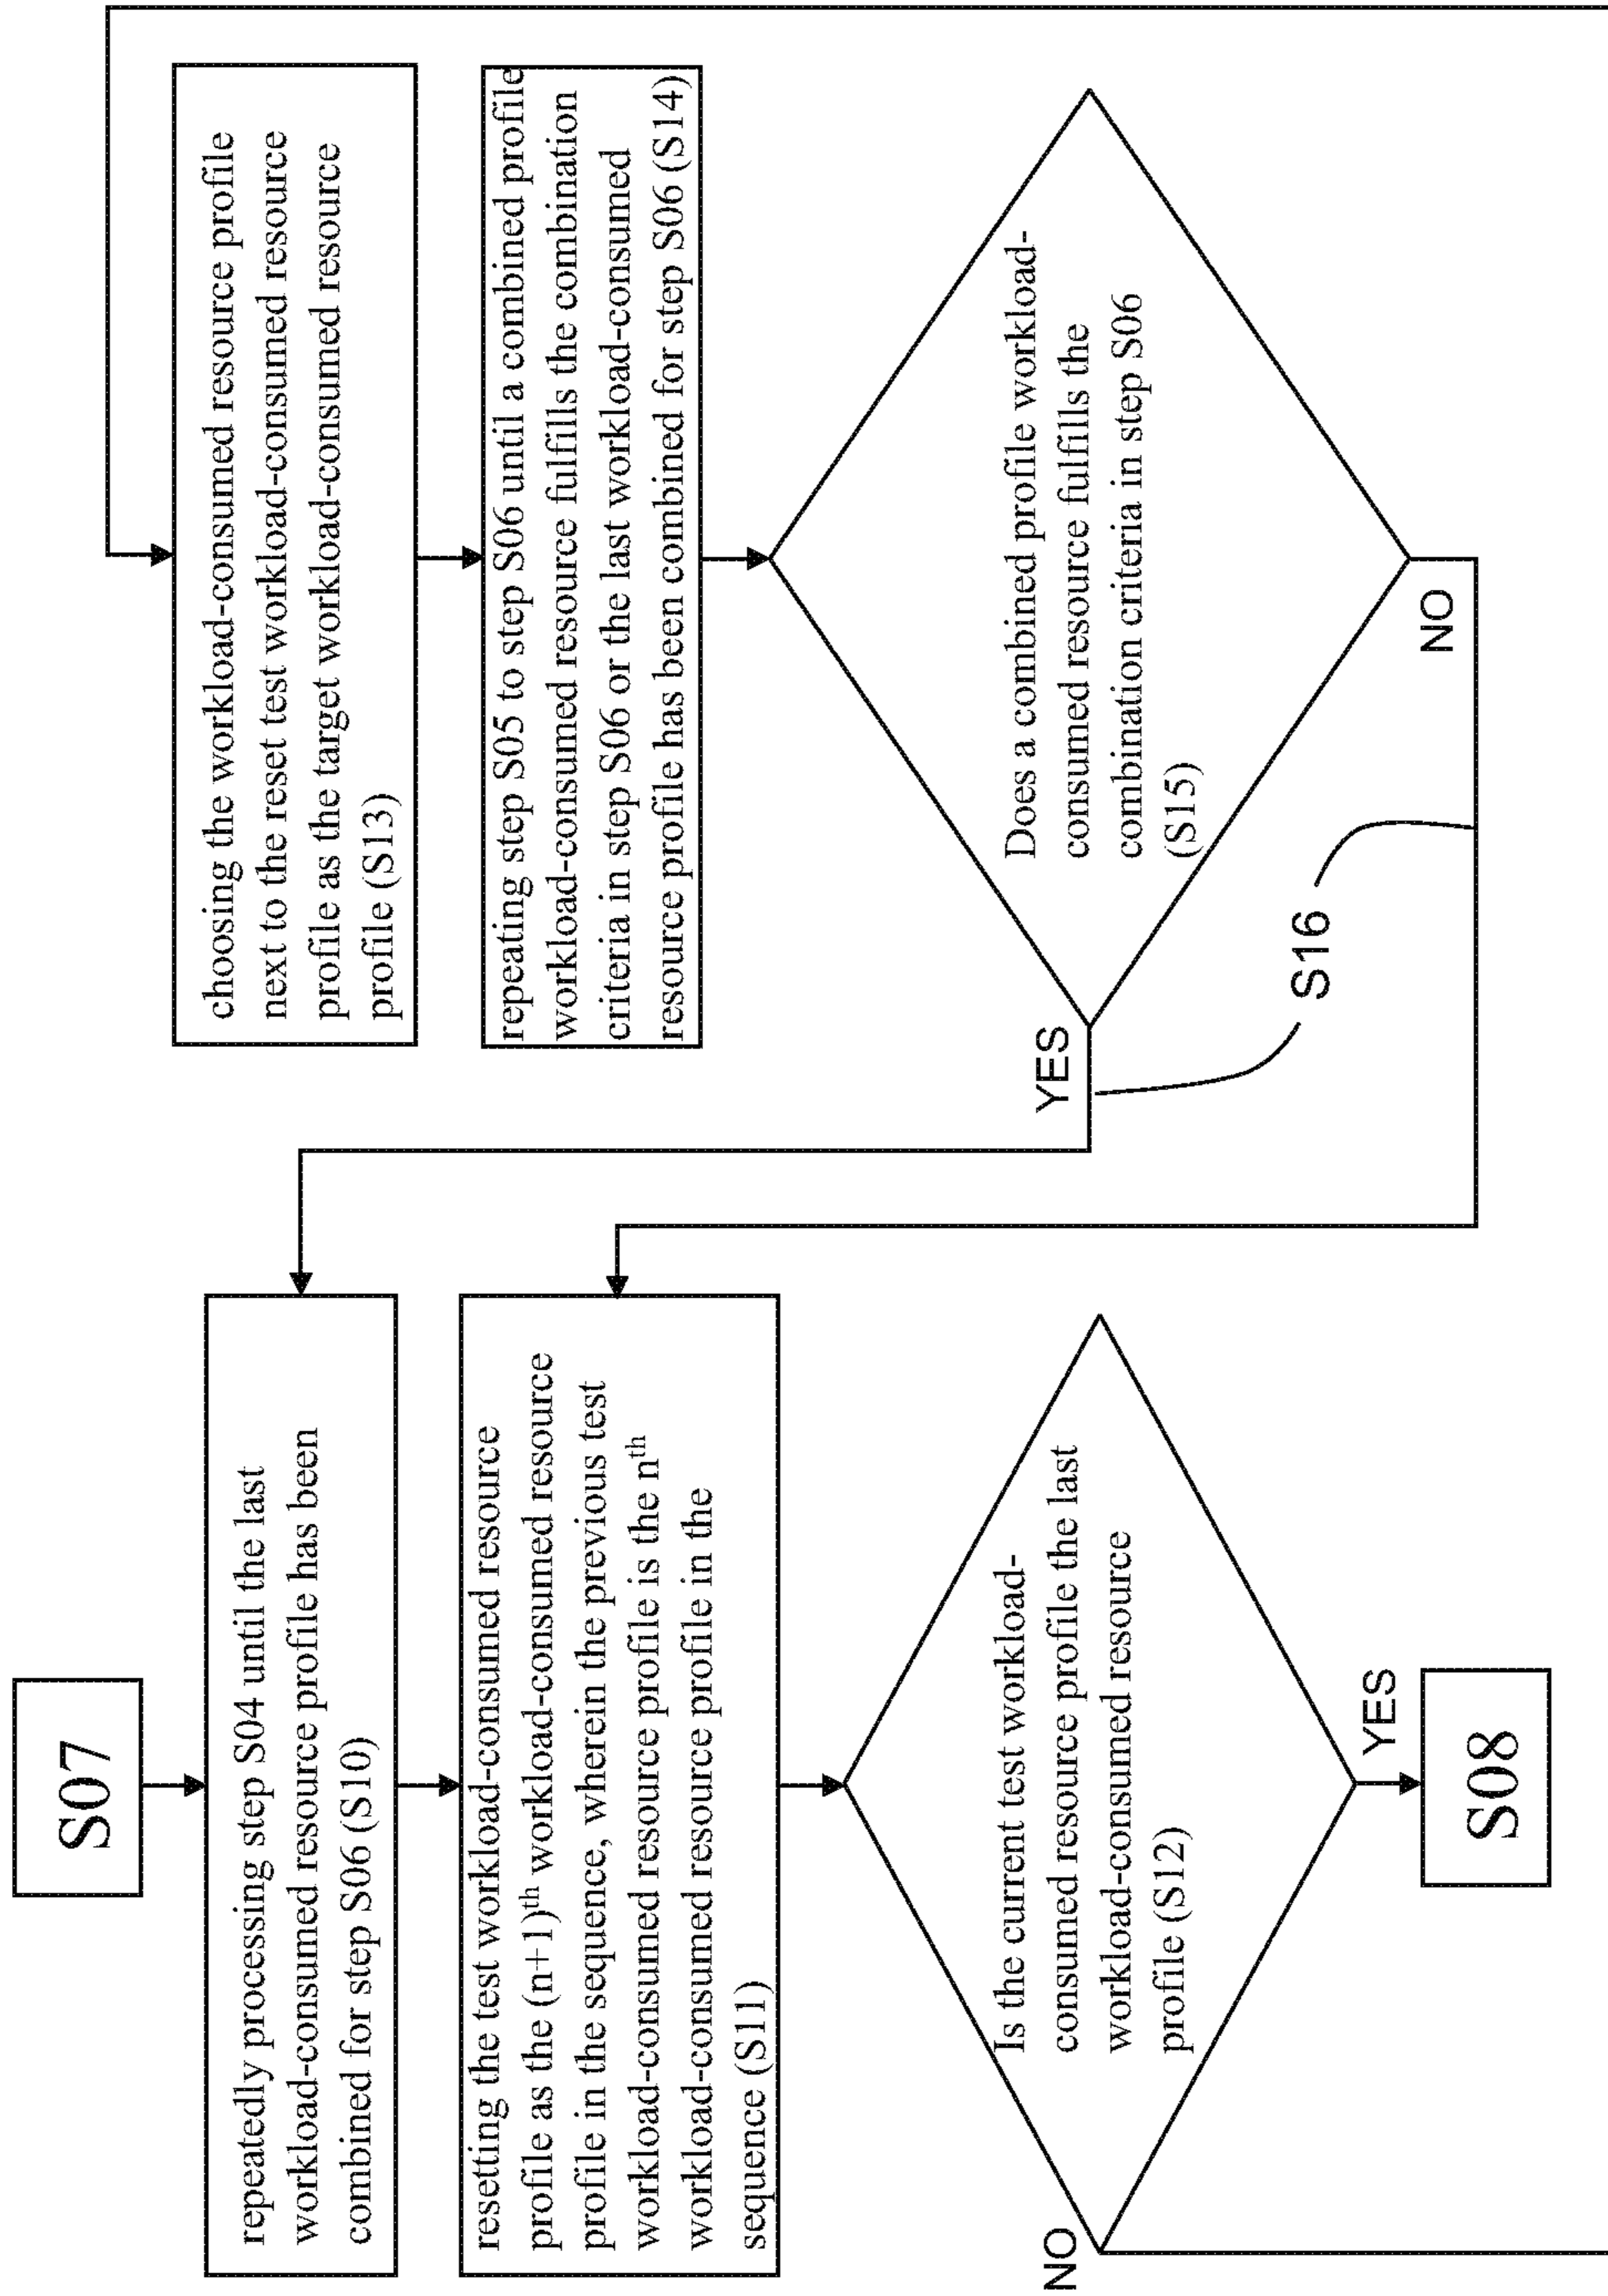 S07
repeatedly processing step S04 until the last
workload-consumed resource profile has been
combined for step S06 (S10)
resetting the test workload-consumed resource
profile as the (n+1)th workload-consumed resource
profile in the sequence, wherein the previous test
workload-consumed resource profile is the nth
workload-consumed resource profile in the
sequence (S11)
Is the current test workload-
consumed resource profile the last
workload-consumed resource
profile (S12)
NO
YES
S08
choosing the workload-consumed resource profile
next to the reset test workload-consumed resource
profile as the target workload-consumed resource
profile (S13)
repeating step S05 to step S06 until a combined profile
workload-consumed resource fulfills the combination
criteria in step S06 or the last workload-consumed
resource profile has been combined for step S06 (S14)
Does a combined profile workload-
consumed resource fulfills the
combination criteria in step S06
(S15)
YES
S16
NO